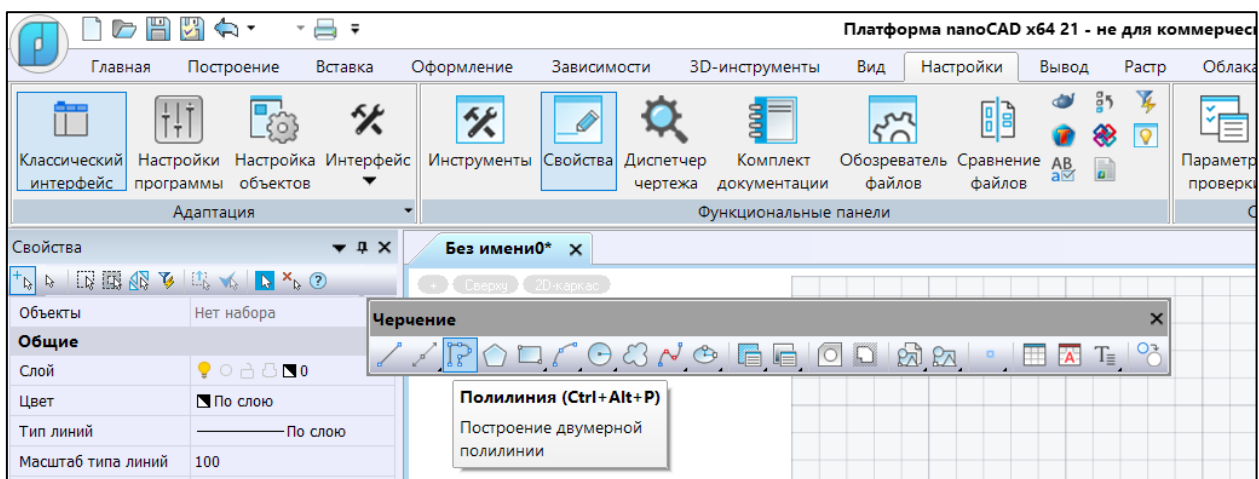 Платформа nanoCAD x64 21 - не для коммерчес
Главная Построение Вставка Оформление Зависимости 3D-инструменты Вид Настройки Вывод Растр Облака
Классический Настройки Настройка Интерфейс Инструменты Свойства Диспетчер Комплект Обозреватель Сравнение Параметр
интерфейс программы объектов чертежа документации файлов файлов проверки
Адаптация Функциональные панели
Свойства Без имени0*
Сверху 2D-каркас
Объекты Нет набора
Черчение
Общие
Слой 0
Цвет По слою
Полилиния (Ctrl+Alt+P)
Построение двумерной
полилинии
Тип линий По слою
Масштаб типа линий 100